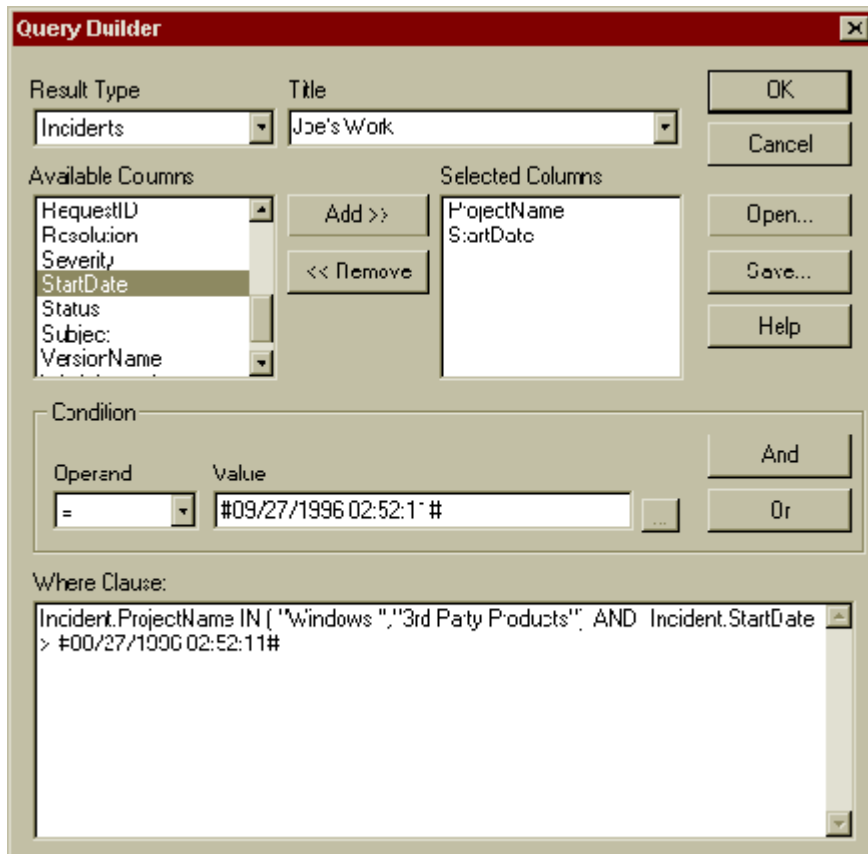 Query Duilder
Result Type
Title
OK
Incidents
Joe's Work
Cancel
Available Coumns
Selected Columns
RequestID
Resolution
Severity
StartDate
Status
Subject
VersionName
Add >>
<< Remove
ProjectName
StartDate
Open...
Save...
Help
Condition
And
Operand
Value
=
#09/27/1996 02:52:11#
...
Or
Where Clause:
Incident.ProjectName IN ( "Windows ","3rd Party Products") AND Incident.StartDate
> #09/27/1996 02:52:11#